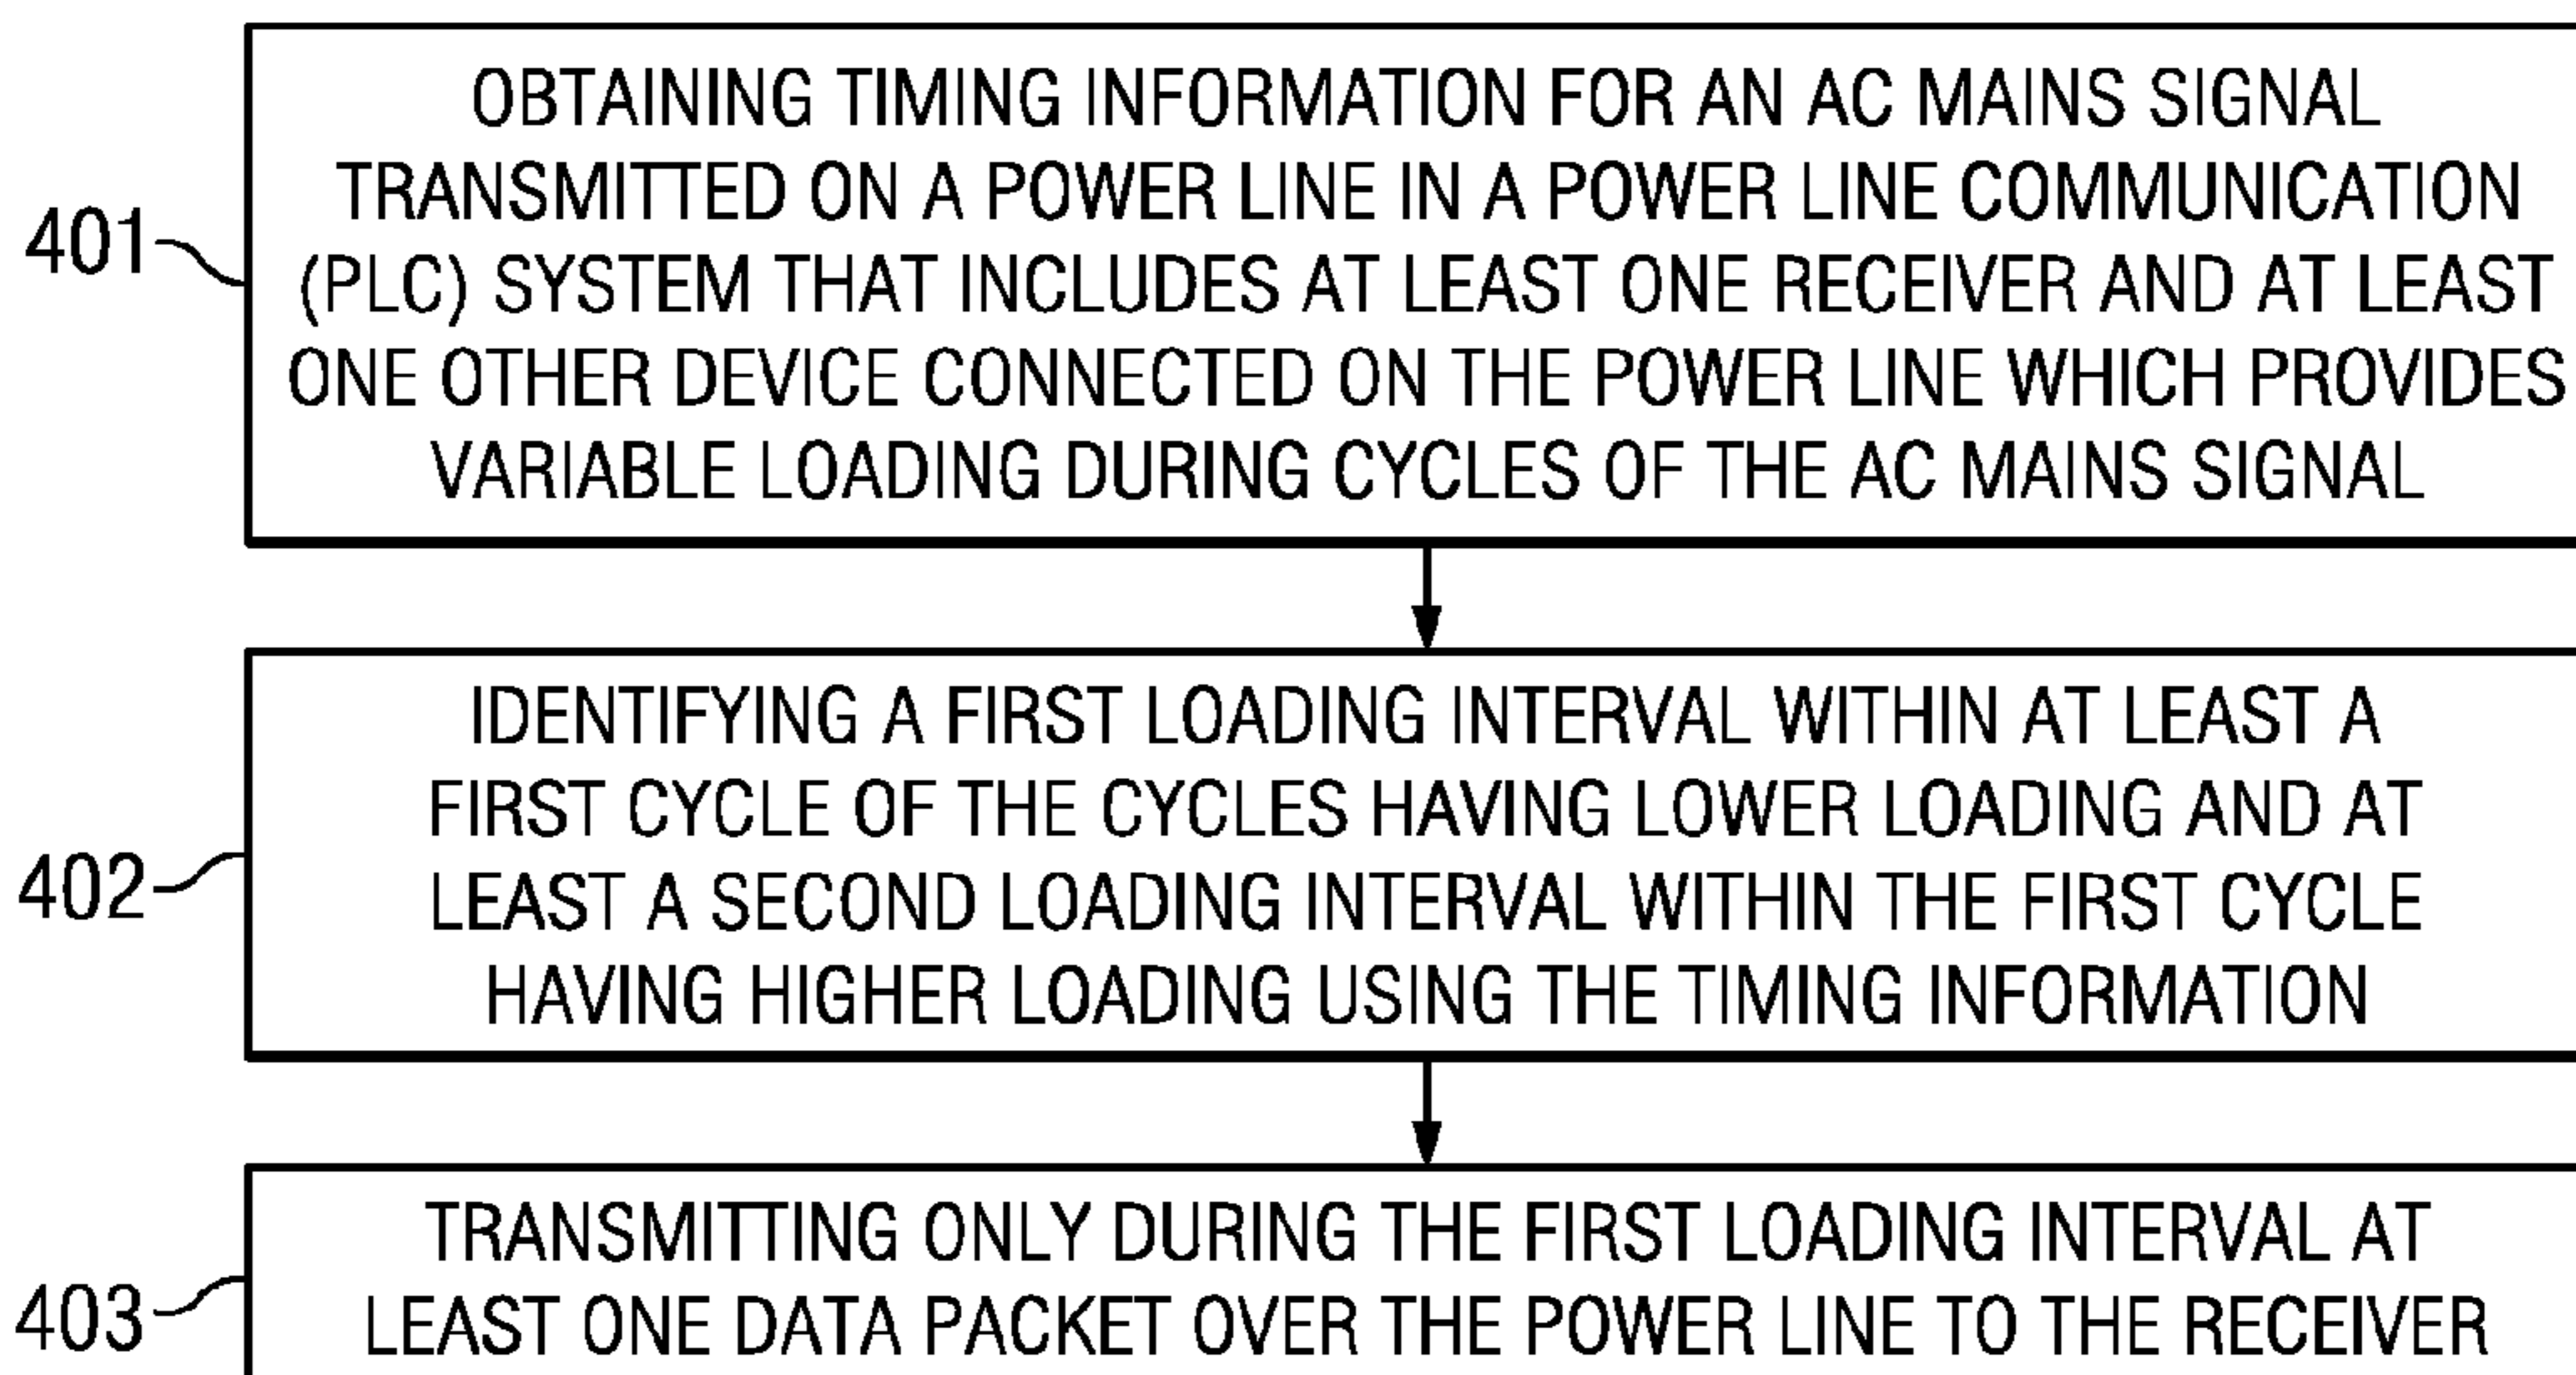 OBTAINING TIMING INFORMATION FOR AN AC MAINS SIGNAL
TRANSMITTED ON A POWER LINE IN A POWER LINE COMMUNICATION
401
(PLC) SYSTEM THAT INCLUDES AT LEAST ONE RECEIVER AND AT LEAST
ONE OTHER DEVICE CONNECTED ON THE POWER LINE WHICH PROVIDES
VARIABLE LOADING DURING CYCLES OF THE AC MAINS SIGNAL
IDENTIFYING A FIRST LOADING INTERVAL WITHIN AT LEAST A
FIRST CYCLE OF THE CYCLES HAVING LOWER LOADING AND AT
402
LEAST A SECOND LOADING INTERVAL WITHIN THE FIRST CYCLE
HAVING HIGHER LOADING USING THE TIMING INFORMATION
TRANSMITTING ONLY DURING THE FIRST LOADING INTERVAL AT
403
LEAST ONE DATA PACKET OVER THE POWER LINE TO THE RECEIVER